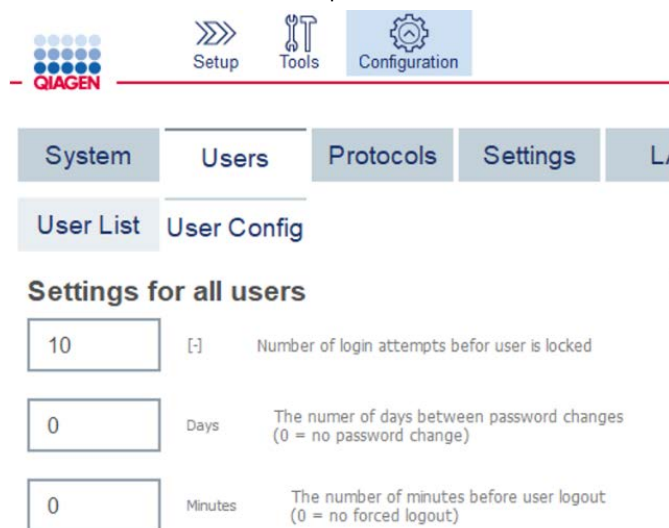 Setup
Tools
Configuration
QIAGEN
System
Users
Protocols
Settings
User List
User Config
Settings for all users
10 [-] Number of login attempts befor user is locked
0 Days The numer of days between password changes
(0 = no password change)
0 Minutes The number of minutes before user logout
(0 = no forced logout)